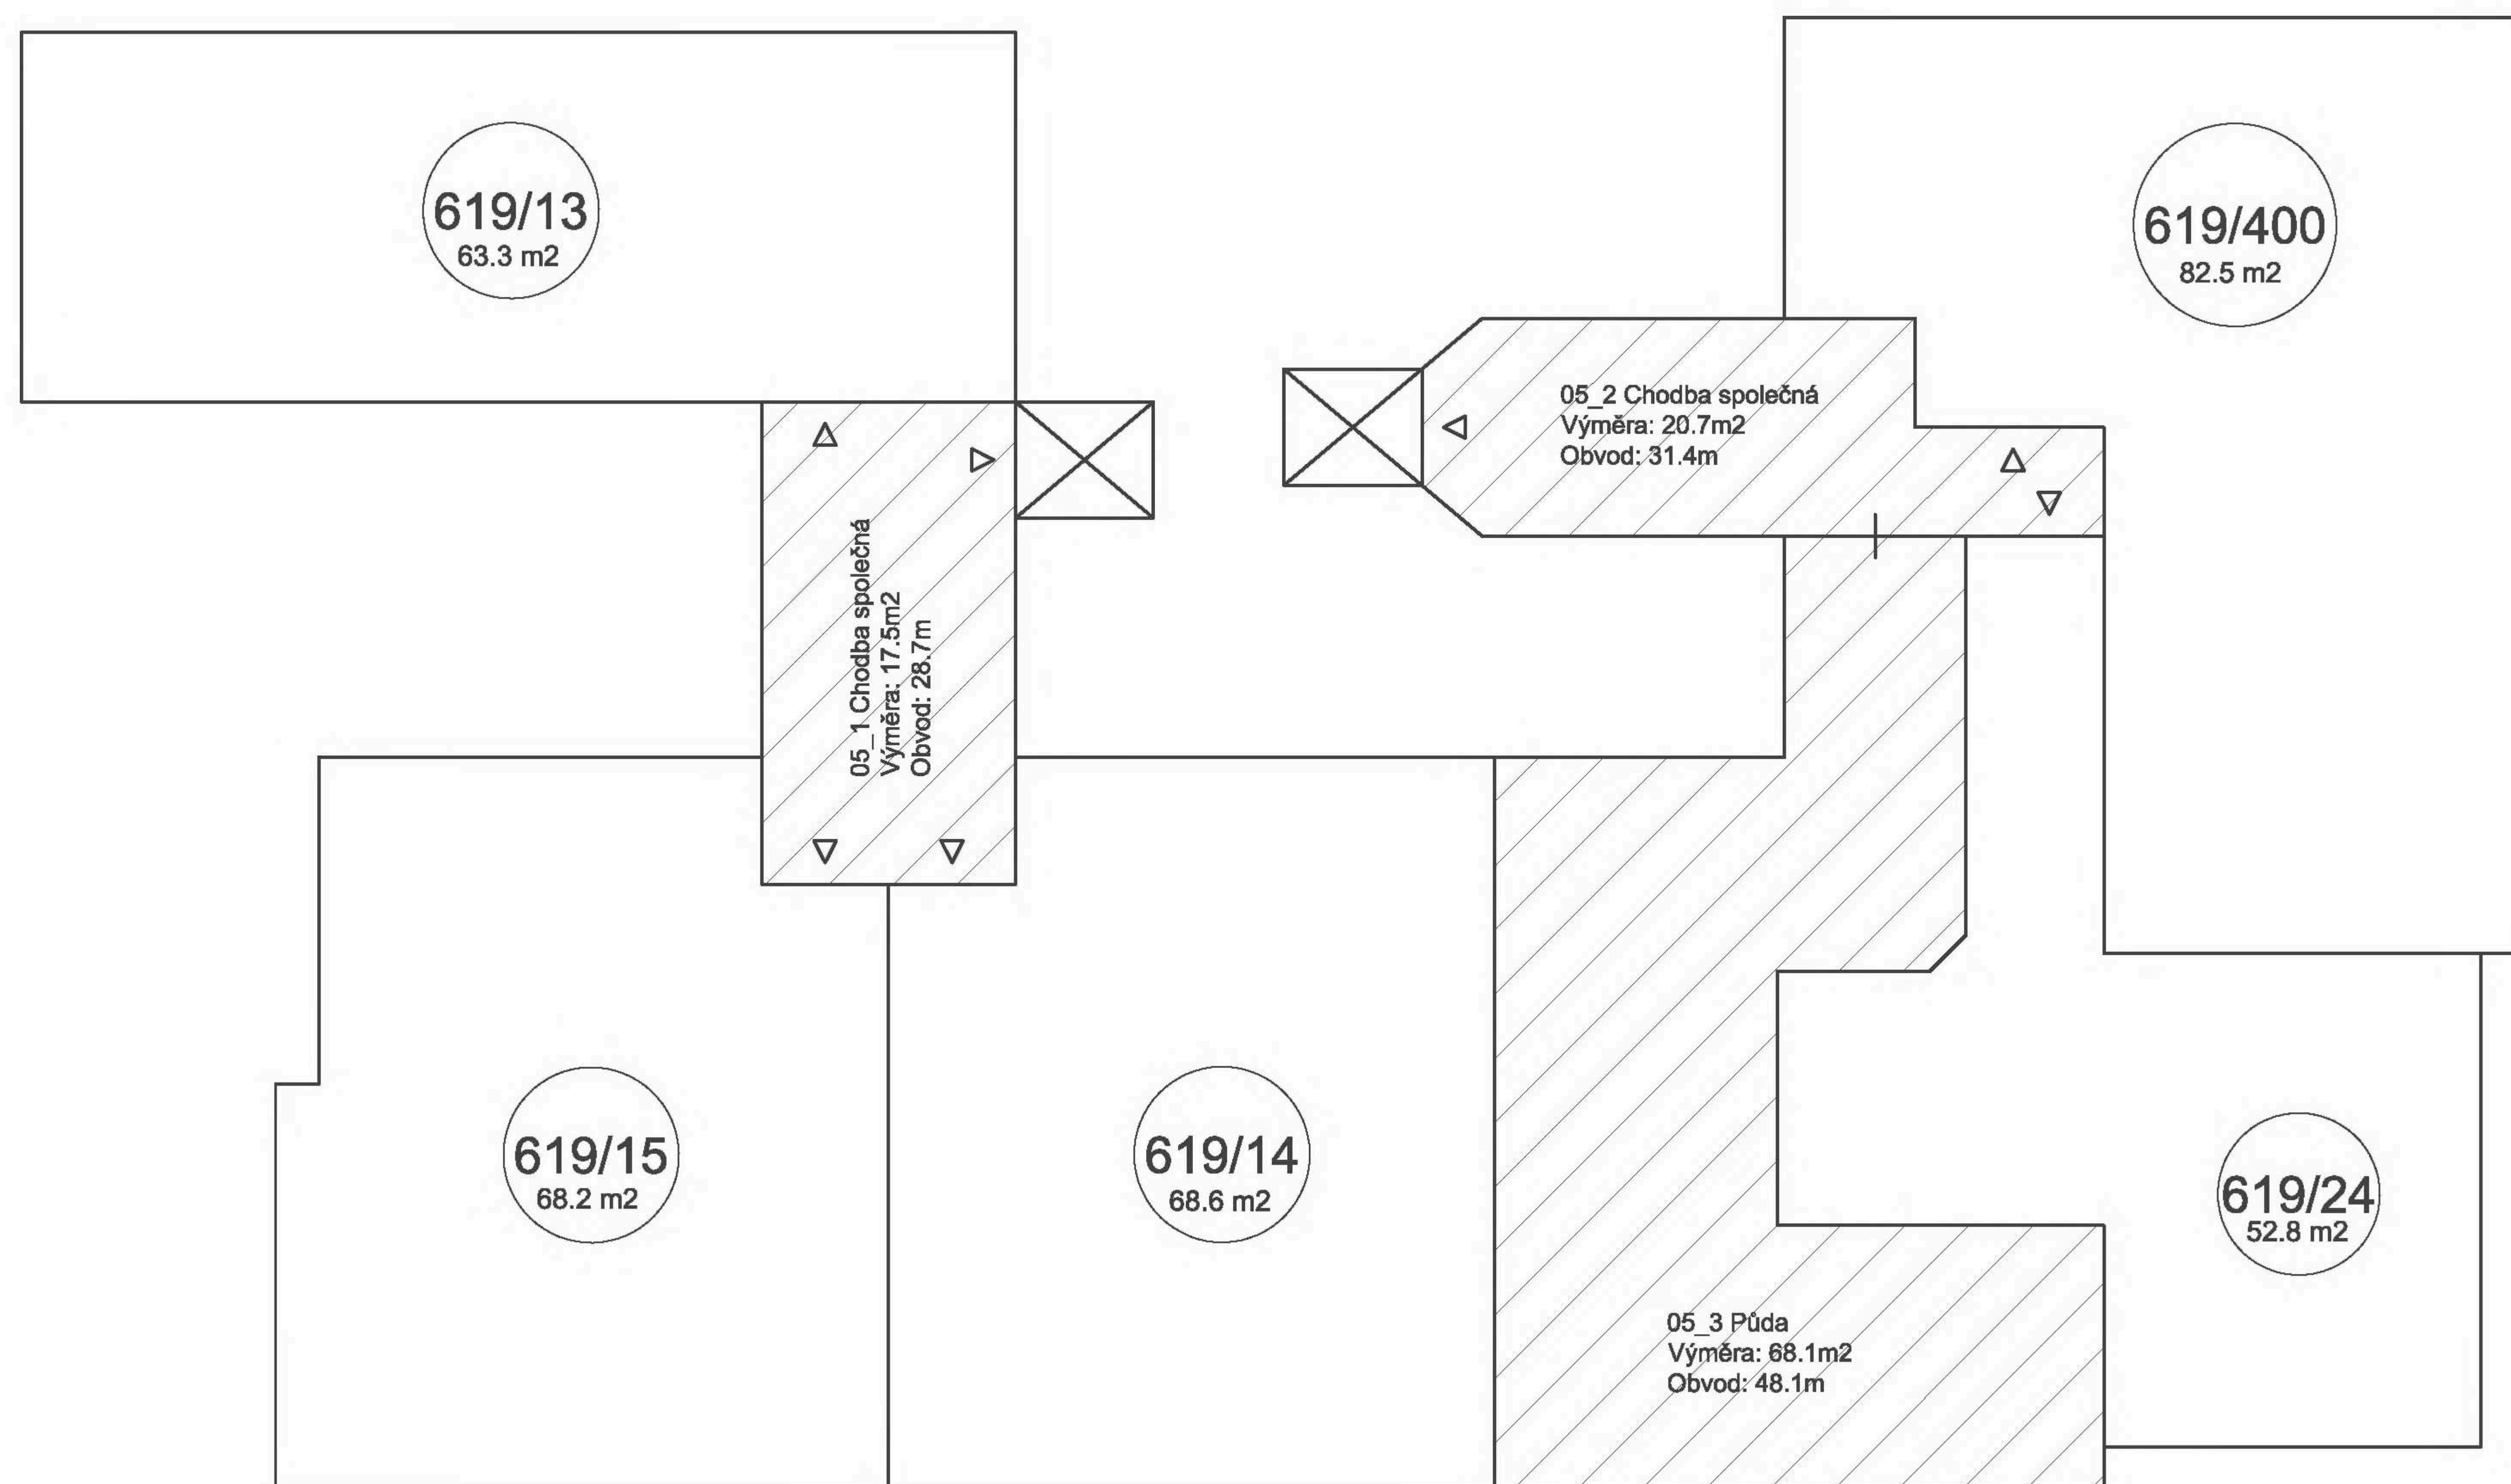 619/13
63.3 m2
619/400
82.5 m2
05_2 Chodba společná
Výměra: 20.7m2
Obvod: 31.4m
05_1 Chodba společná
Výměra: 17.5m2
Obvod: 28.7m
619/15
68.2 m2
619/14
68.6 m2
619/24
52.8 m2
05_3 Půda
Výměra: 68.1m2
Obvod: 48.1m